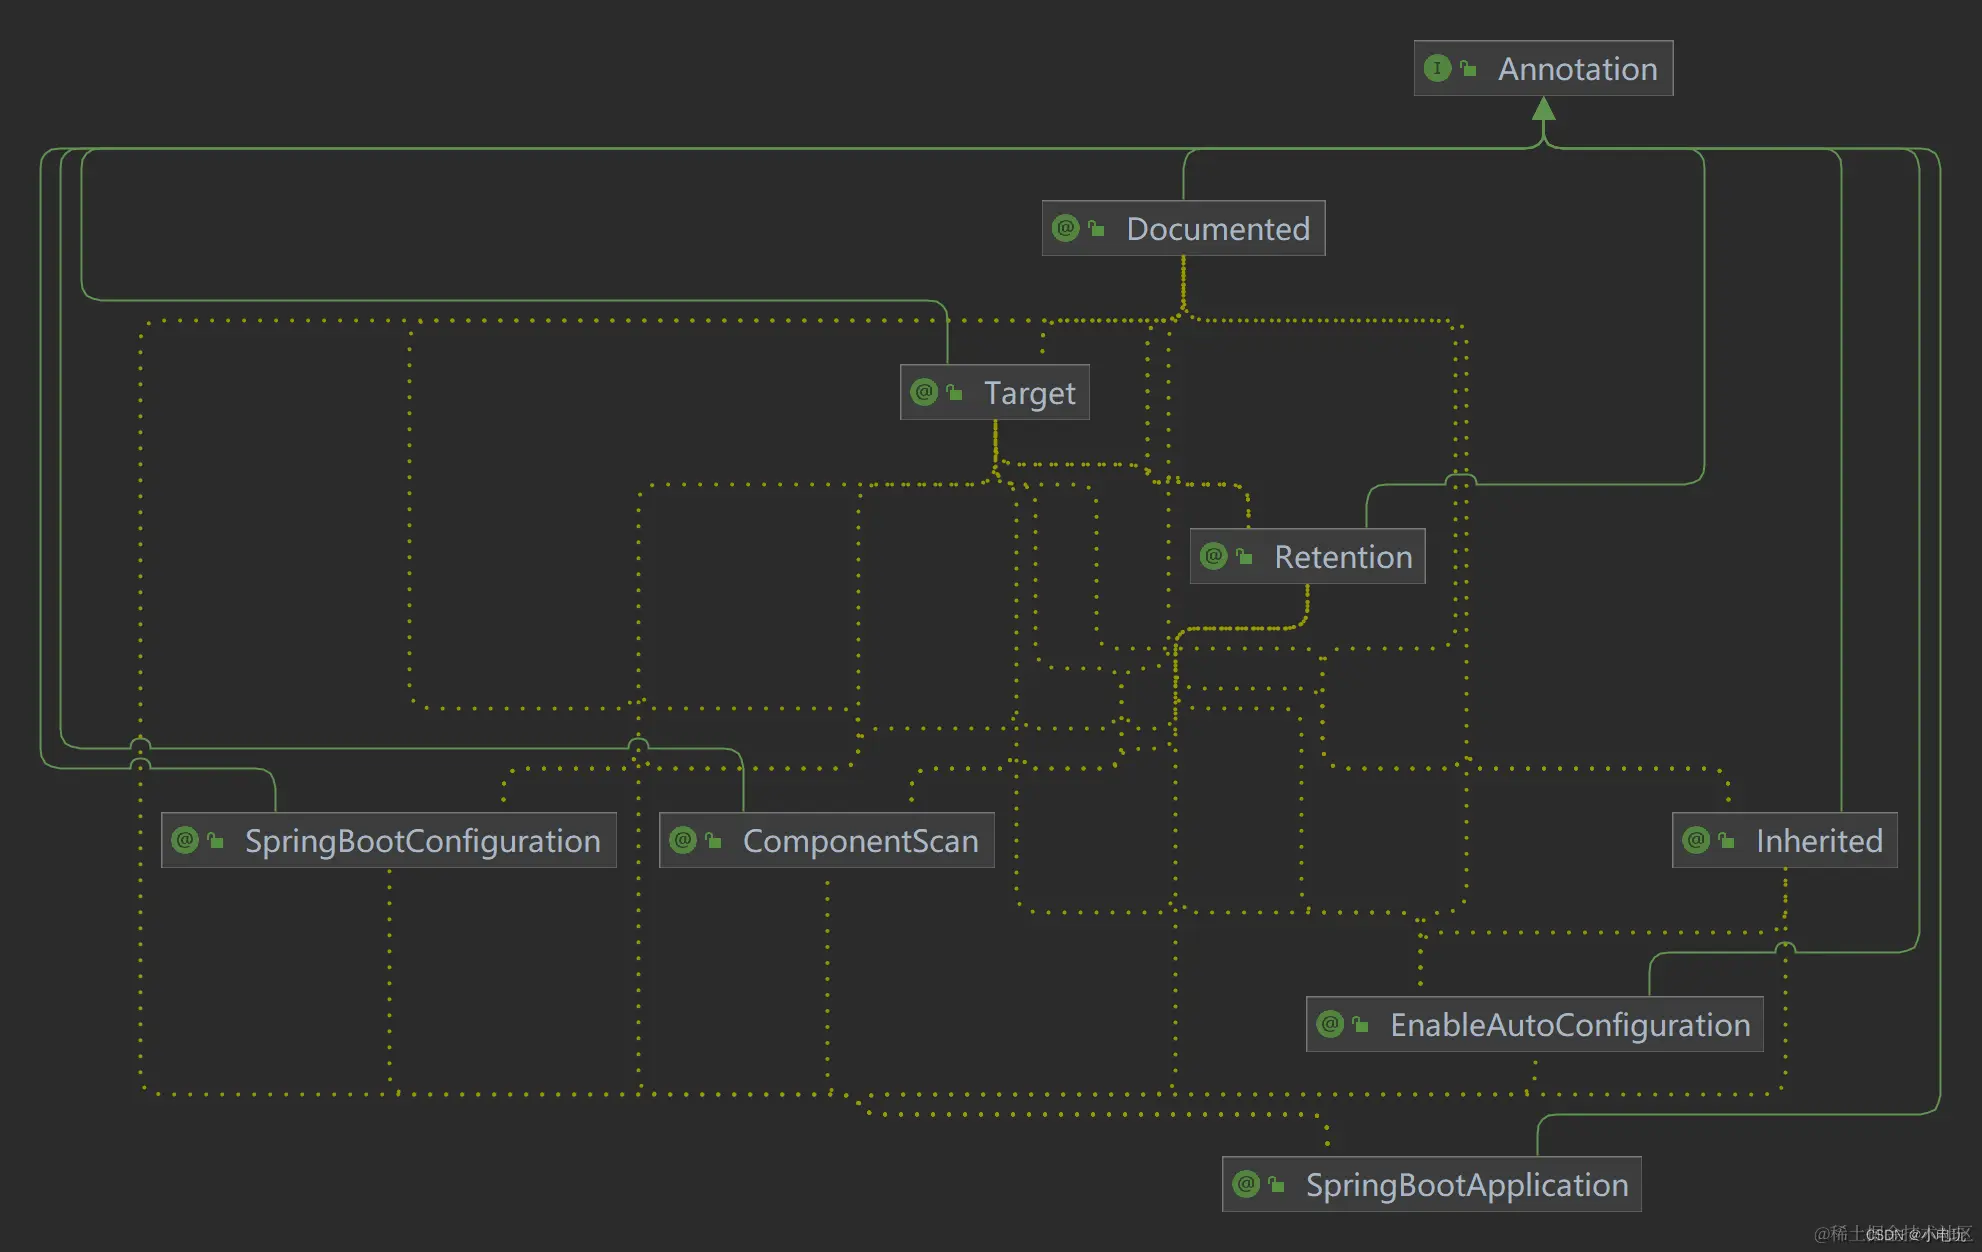 Annotation
Documented
Target
Retention
SpringBootConfiguration
ComponentScan
Inherited
EnableAutoConfiguration
SpringBootApplication
@稀土掘金技术社区
CSDN @小电玩